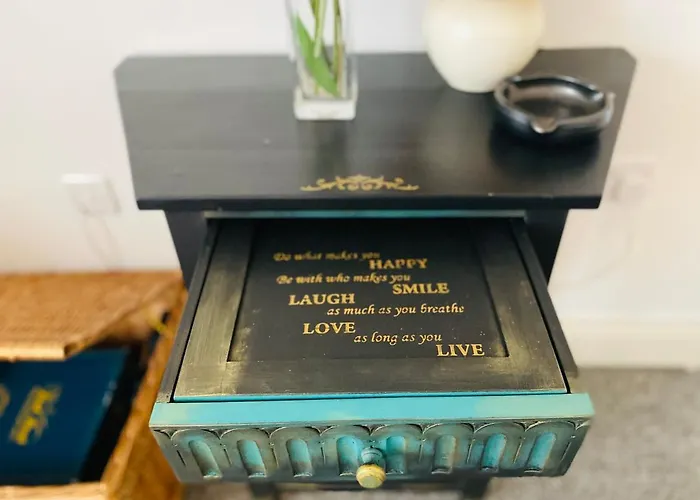 Do what makes you
HAPPY
Be with who makes you
SMILE
LAUGH
as much as you breathe
LOVE
as long as you
LIVE